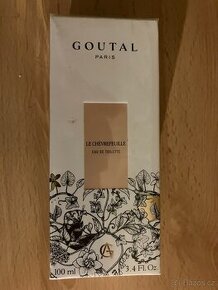 GOUTAL
PARIS
LE CHÈVREFEUILLE
EAU DE TOILETTE
100 ml 3.4 Fl. Oz